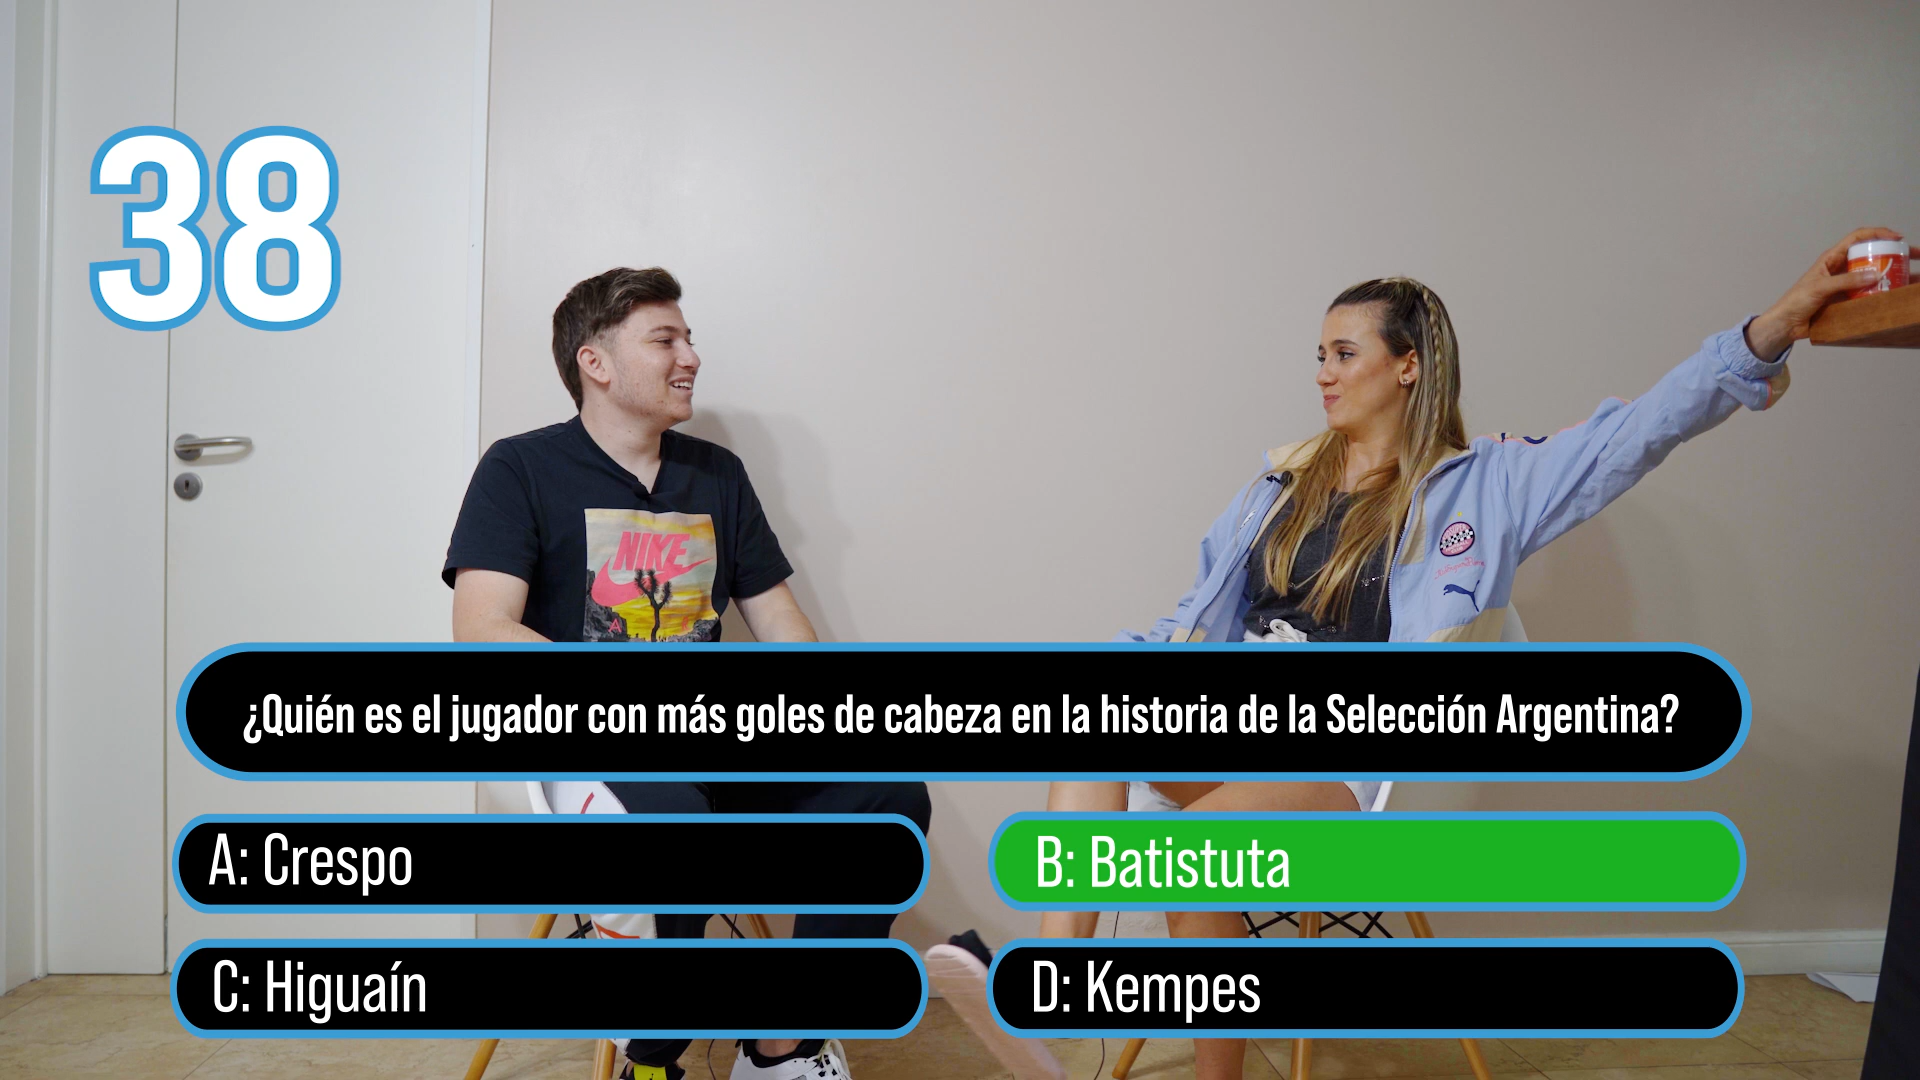 38
NIKE
¿Quién es el jugador con más goles de cabeza en la historia de la Selección Argentina?
A: Crespo
B: Batistuta
C: Higuaín
D: Kempes